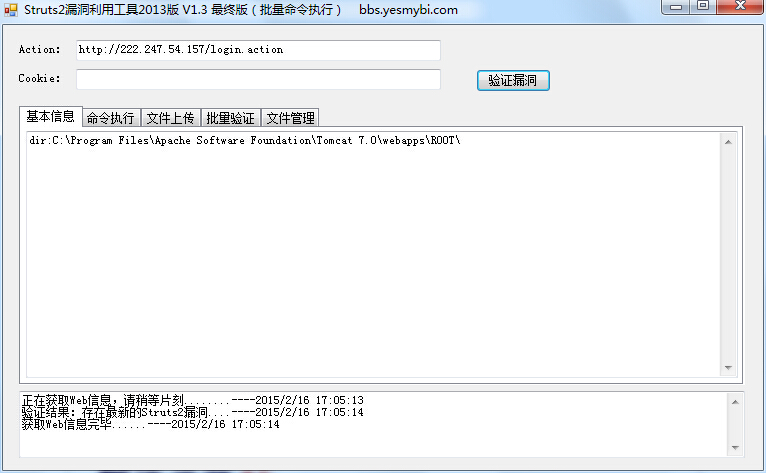 Struts2漏洞利用工具2013版 V1.3 最终版（批量命令执行） bbs.yesmybi.com
Action: http://222.247.54.157/login.action
Cookie:
验证漏洞
基本信息 命令执行 文件上传 批量验证 文件管理
dir:C:\Program Files\Apache Software Foundation\Tomcat 7.0\webapps\ROOT\
正在获取Web信息，请稍等片刻........----2015/2/16 17:05:13
验证结果：存在最新的Struts2漏洞....----2015/2/16 17:05:14
获取Web信息完毕......----2015/2/16 17:05:14